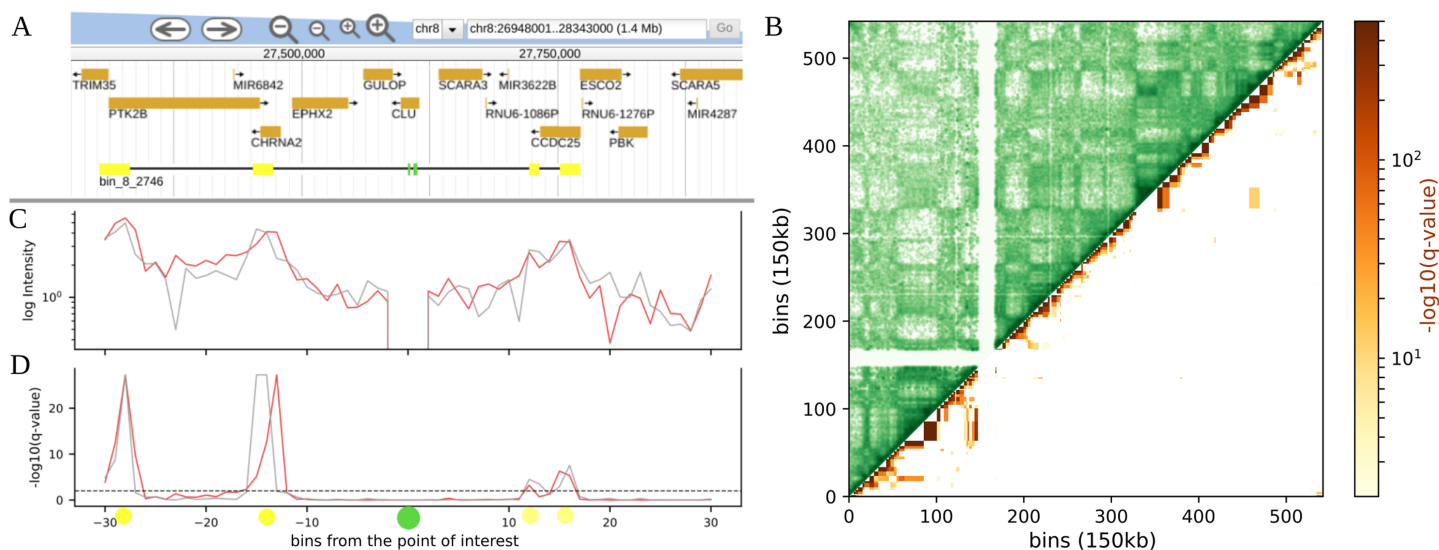 A
chr8
chr8:26948001..28343000 (1.4 Mb)
Go
27,500,000
27,750,000
TRIM35
MIR6842
GULOP
SCARA3
MIR3622B
ESCO2
SCARA5
PTK2B
EPHX2
CLU
RNU6-1086P
RNU6-1276P
MIR4287
CHRNA2
CCDC25
PBK
bin_8_2746
C
log Intensity
10⁰
D
-log10(q-value)
20
10
0
−30
−20
−10
0
10
20
30
bins from the point of interest
B
bins (150kb)
500
400
300
200
100
0
0
100
200
300
400
500
bins (150kb)
10²
10¹
-log10(q-value)